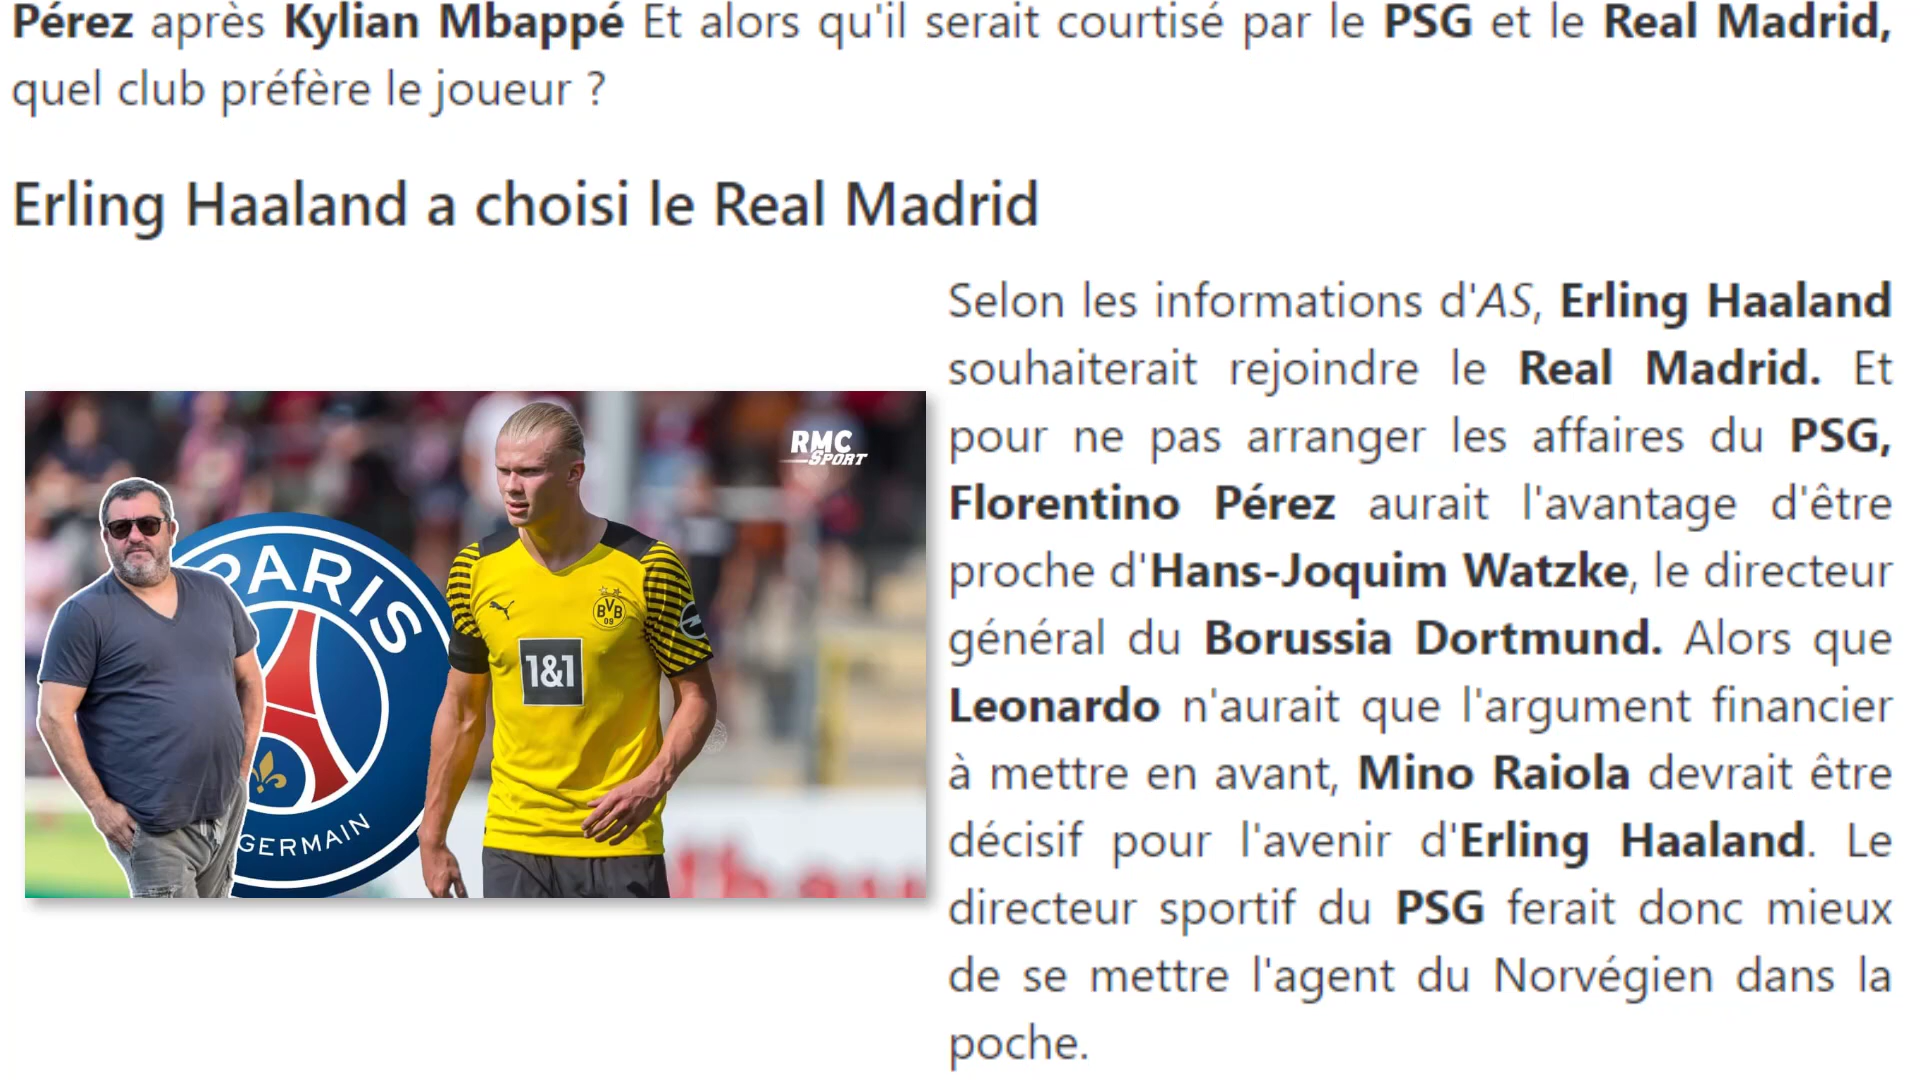 Pérez après Kylian Mbappé Et alors qu'il serait courtisé par le PSG et le Real Madrid,
quel club préfère le joueur ?
Erling Haaland a choisi le Real Madrid
Selon les informations d'AS, Erling Haaland
souhaiterait rejoindre le Real Madrid. Et
pour ne pas arranger les affaires du PSG,
Florentino Pérez aurait l'avantage d'être
proche d'Hans-Joquim Watzke, le directeur
général du Borussia Dortmund. Alors que
Leonardo n'aurait que l'argument financier
à mettre en avant, Mino Raiola devrait être
décisif pour l'avenir d'Erling Haaland. Le
directeur sportif du PSG ferait donc mieux
de se mettre l'agent du Norvégien dans la
poche.
RMC
SPORT
PARIS
GERMAIN
BVB
09
1&1